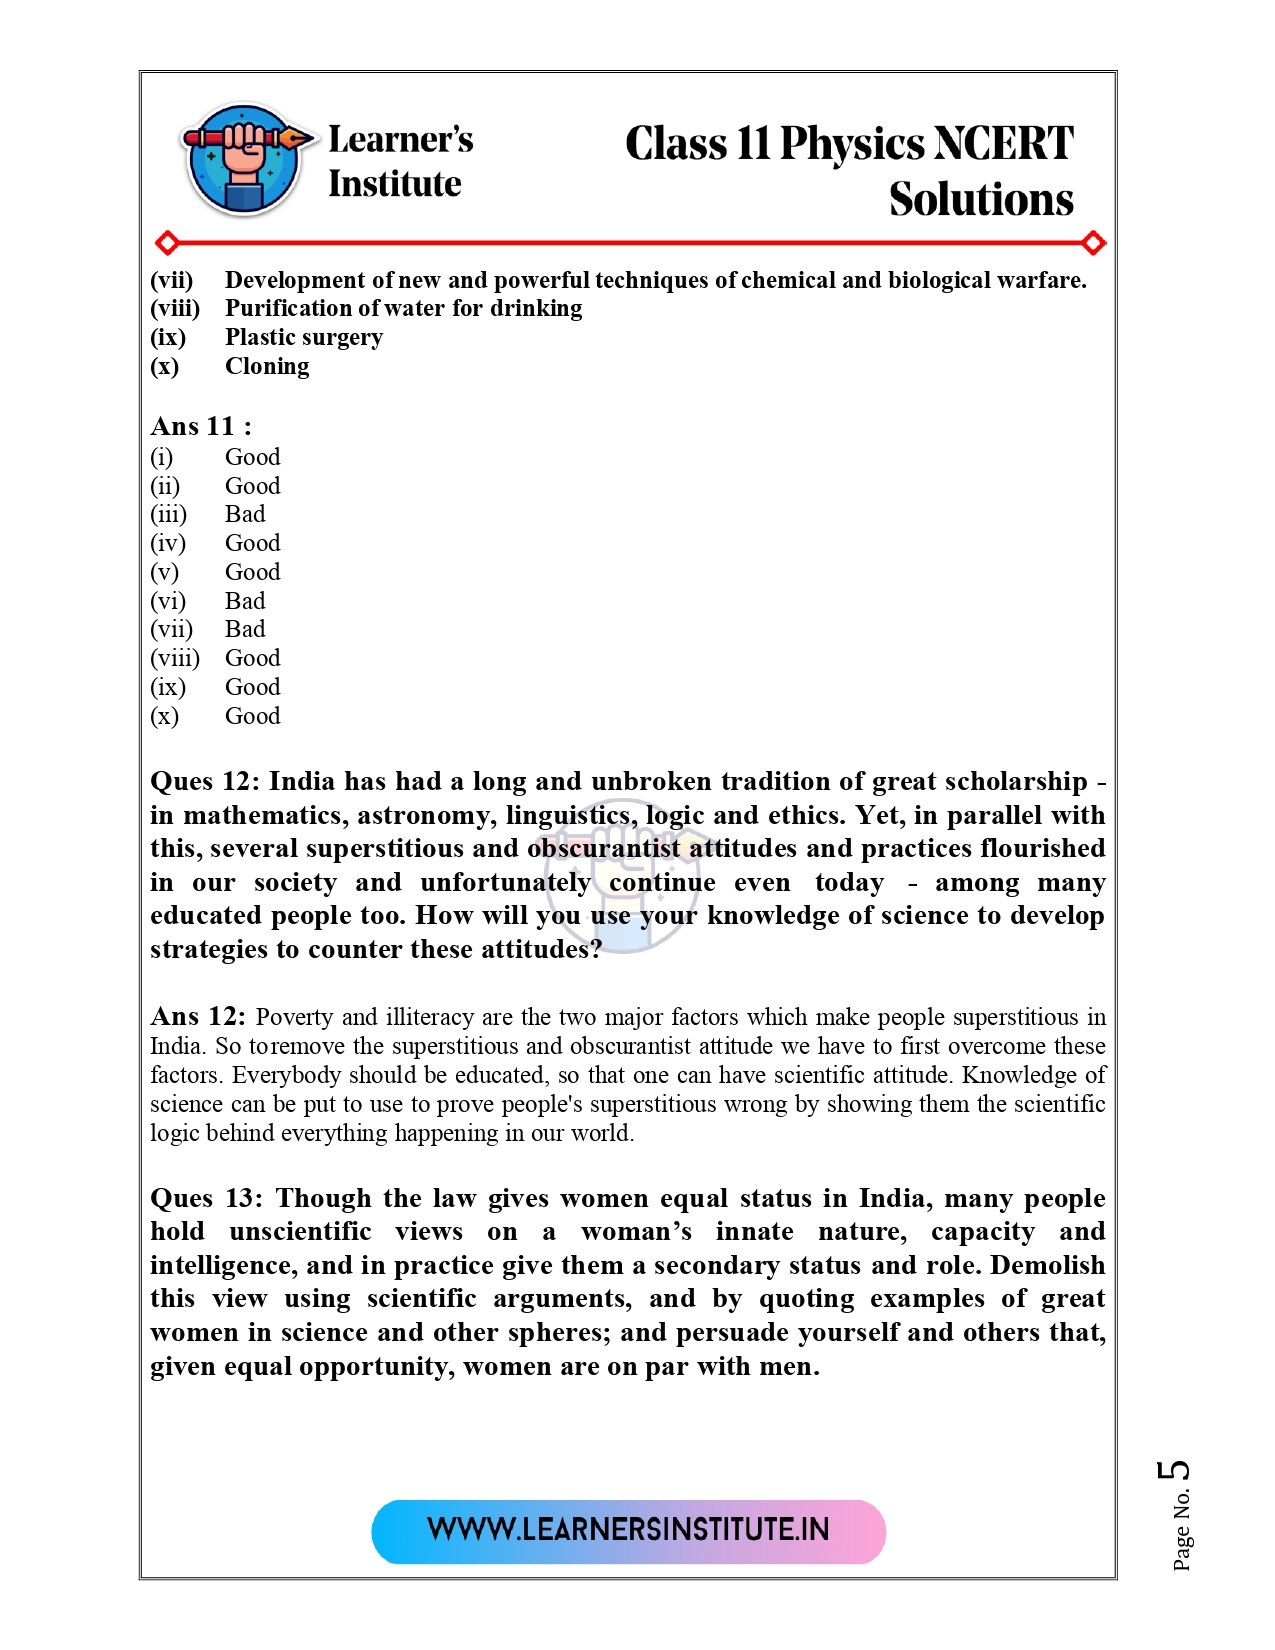 Learner's
Institute
Class 11 Physics NCERT
Solutions
(vii) Development of new and powerful techniques of chemical and biological warfare.
(viii) Purification of water for drinking
(ix) Plastic surgery
(x) Cloning
Ans 11 :
(i) Good
(ii) Good
(iii) Bad
(iv) Good
(v) Good
(vi) Bad
(vii) Bad
(viii) Good
(ix) Good
(x) Good
Ques 12: India has had a long and unbroken tradition of great scholarship -
in mathematics, astronomy, linguistics, logic and ethics. Yet, in parallel with
this, several superstitious and obscurantist attitudes and practices flourished
in our society and unfortunately continue even today - among many
educated people too. How will you use your knowledge of science to develop
strategies to counter these attitudes?
Ans 12: Poverty and illiteracy are the two major factors which make people superstitious in
India. So to remove the superstitious and obscurantist attitude we have to first overcome these
factors. Everybody should be educated, so that one can have scientific attitude. Knowledge of
science can be put to use to prove people's superstitious wrong by showing them the scientific
logic behind everything happening in our world.
Ques 13: Though the law gives women equal status in India, many people
hold unscientific views on a woman’s innate nature, capacity and
intelligence, and in practice give them a secondary status and role. Demolish
this view using scientific arguments, and by quoting examples of great
women in science and other spheres; and persuade yourself and others that,
given equal opportunity, women are on par with men.
WWW.LEARNERSINSTITUTE.IN
Page No. 5